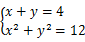 x + y = 4
x² + y² = 12